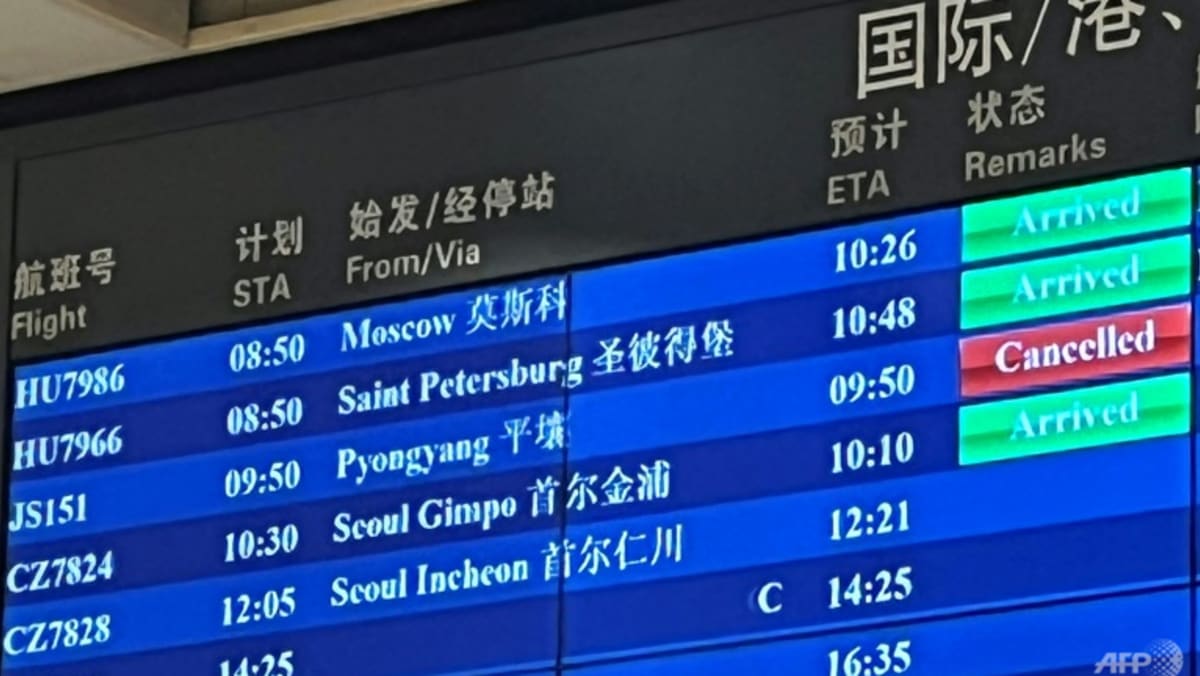 国际/港、
航班号 计划 始发/经停站 预计 状态
Flight STA From/Via ETA Remarks
HU7986 08:50 Moscow 莫斯科 10:26 Arrived
HU7966 08:50 Saint Petersburg 圣彼得堡 10:48 Arrived
JS151 09:50 Pyongyang 平壤 09:50 Cancelled
CZ7824 10:30 Seoul Gimpo 首尔金浦 10:10 Arrived
CZ7828 12:05 Seoul Incheon 首尔仁川 12:21
14:25 C 14:25
16:35
AFP